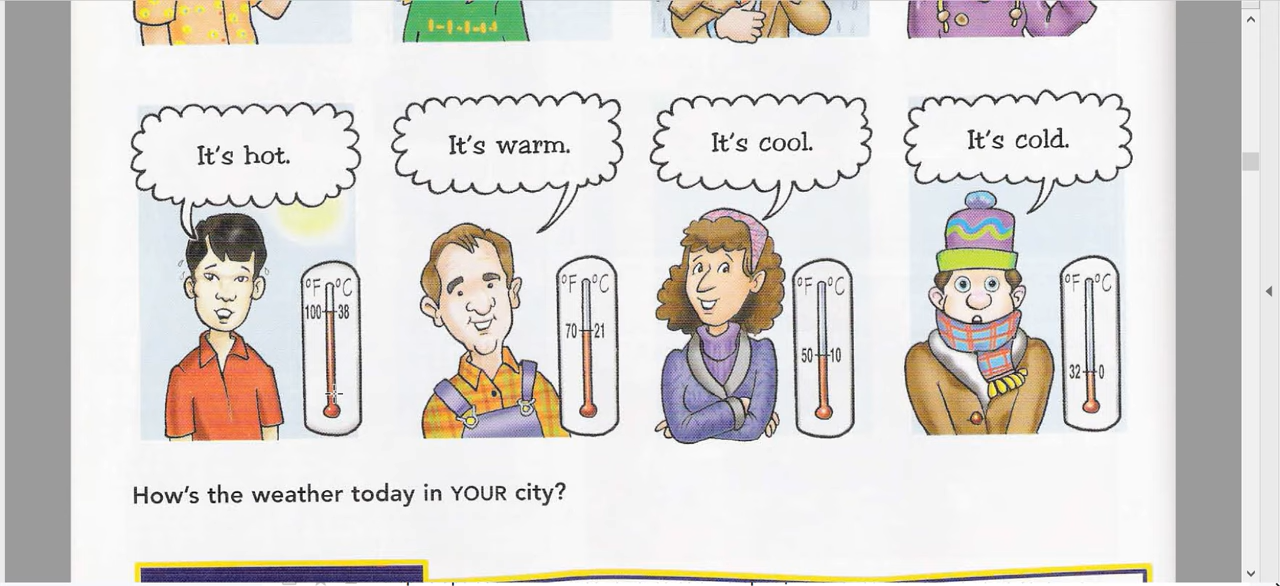 It's hot.
It's warm.
It's cool.
It's cold.
°F °C
100 38
°F °C
70 21
°F °C
50 10
°F °C
32 0
How's the weather today in YOUR city?